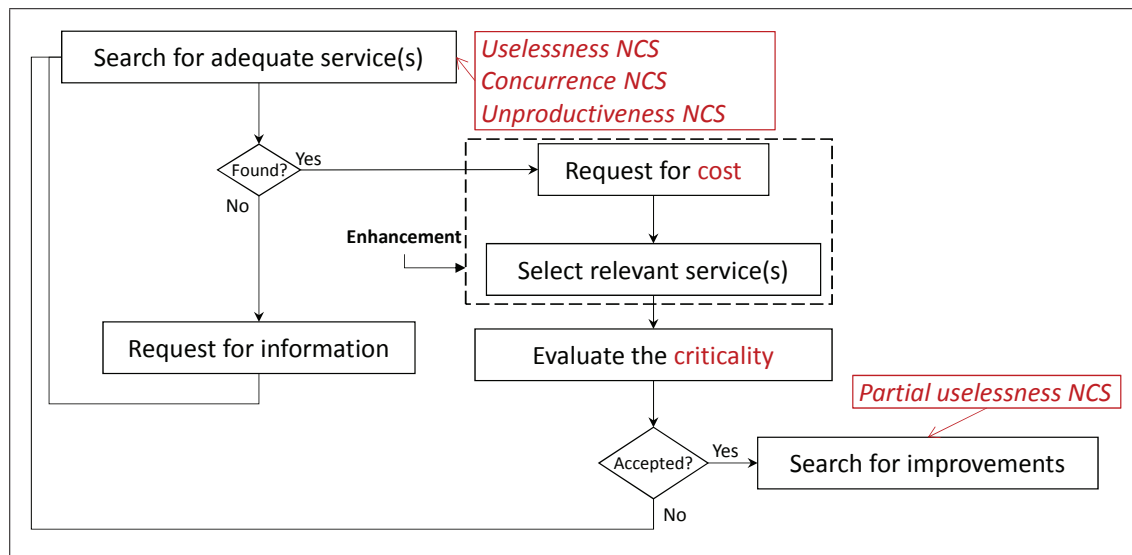 Search for adequate service(s)
Uselessness NCS
Concurrence NCS
Unproductiveness NCS
Found?
Yes
No
Request for cost
Enhancement
Select relevant service(s)
Request for information
Evaluate the criticality
Partial uselessness NCS
Accepted?
Yes
Search for improvements
No